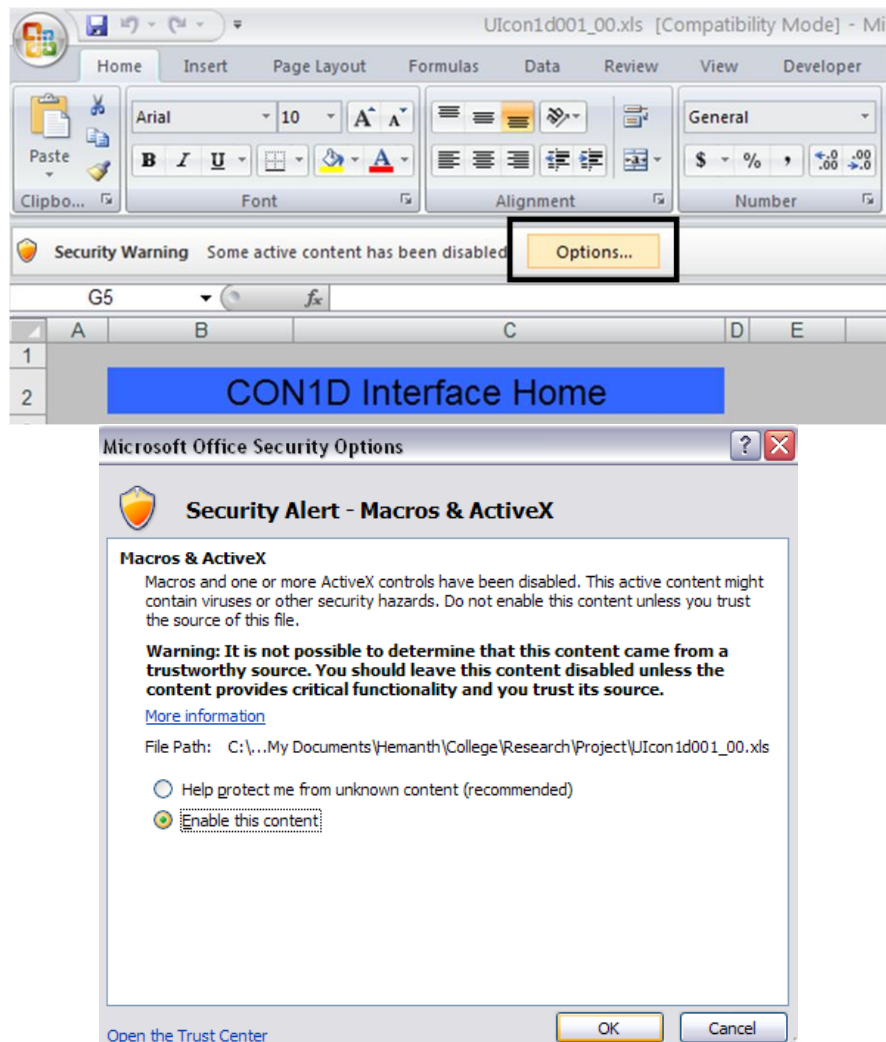 UIcon1d001_00.xls [Compatibility Mode] - Mi
Home Insert Page Layout Formulas Data Review View Developer
Arial 10 A A General
Paste B I U A $ % , .0 .00 .00 .0
Clipbo... Font Alignment Number
Security Warning Some active content has been disabled Options...
G5 fx
A B C D E
1
2 CON1D Interface Home
Microsoft Office Security Options ?
Security Alert - Macros & ActiveX
Macros & ActiveX
Macros and one or more ActiveX controls have been disabled. This active content might
contain viruses or other security hazards. Do not enable this content unless you trust
the source of this file.
Warning: It is not possible to determine that this content came from a
trustworthy source. You should leave this content disabled unless the
content provides critical functionality and you trust its source.
More information
File Path: C:\...My Documents\Hemanth\College\Research\Project\UIcon1d001_00.xls
Help protect me from unknown content (recommended)
Enable this content
Open the Trust Center OK Cancel